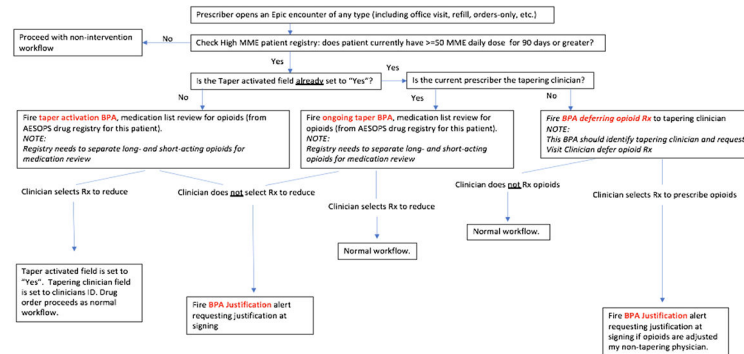 Prescriber opens an Epic encounter of any type (including office visit, refill, orders-only, etc.)
Proceed with non-intervention
workflow
No
Check High MME patient registry: does patient currently have >=50 MME daily dose for 90 days or greater?
Yes
Is the Taper activated field already set to "Yes"?
Yes
Is the current prescriber the tapering clinician?
No
Yes
No
Fire taper activation BPA, medication list review for opioids (from
AESOPS drug registry for this patient).
NOTE:
Registry needs to separate long- and short-acting opioids for
medication review
Fire ongoing taper BPA, medication list review for
opioids (from AESOPS drug registry for this patient).
NOTE:
Registry needs to separate long- and short-acting
opioids for medication review
Fire BPA deferring opioid Rx to tapering clinician
NOTE:
This BPA should identify tapering clinician and request
Visit Clinician defer opioid Rx
Clinician selects Rx to reduce
Clinician does not select Rx to reduce
Clinician selects Rx to reduce
Clinician does not Rx opioids
Clinician selects Rx to prescribe opioids
Normal workflow.
Normal workflow.
Taper activated field is set to
"Yes". Tapering clinician field
is set to clinicians ID. Drug
order proceeds as normal
workflow.
Fire BPA Justification alert
requesting justification at
signing
Fire BPA Justification alert
requesting justification at
signing if opioids are adjusted
my non-tapering physician.